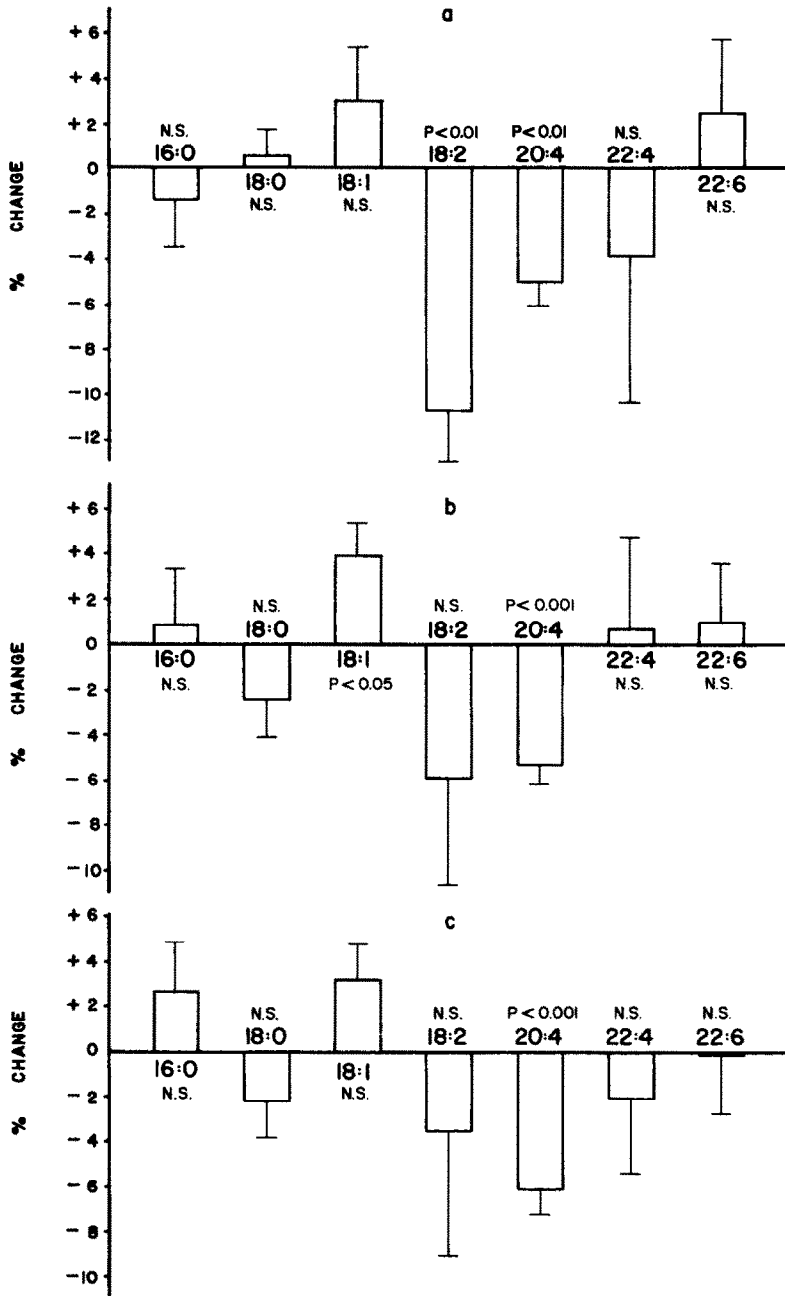 a
+ 6
+ 4
+ 2
0
− 2
− 4
− 6
− 8
− 10
− 12
% CHANGE
N.S.
16:0
18:0
N.S.
18:1
N.S.
P < 0.01
18:2
P < 0.01
20:4
N.S.
22:4
22:6
N.S.
b
+ 6
+ 4
+ 2
0
− 2
− 4
− 6
− 8
− 10
% CHANGE
16:0
N.S.
N.S.
18:0
18:1
P < 0.05
N.S.
18:2
P < 0.001
20:4
22:4
N.S.
22:6
N.S.
c
+ 6
+ 4
+ 2
0
− 2
− 4
− 6
− 8
− 10
% CHANGE
16:0
N.S.
N.S.
18:0
18:1
N.S.
N.S.
18:2
P < 0.001
20:4
N.S.
22:4
N.S.
22:6